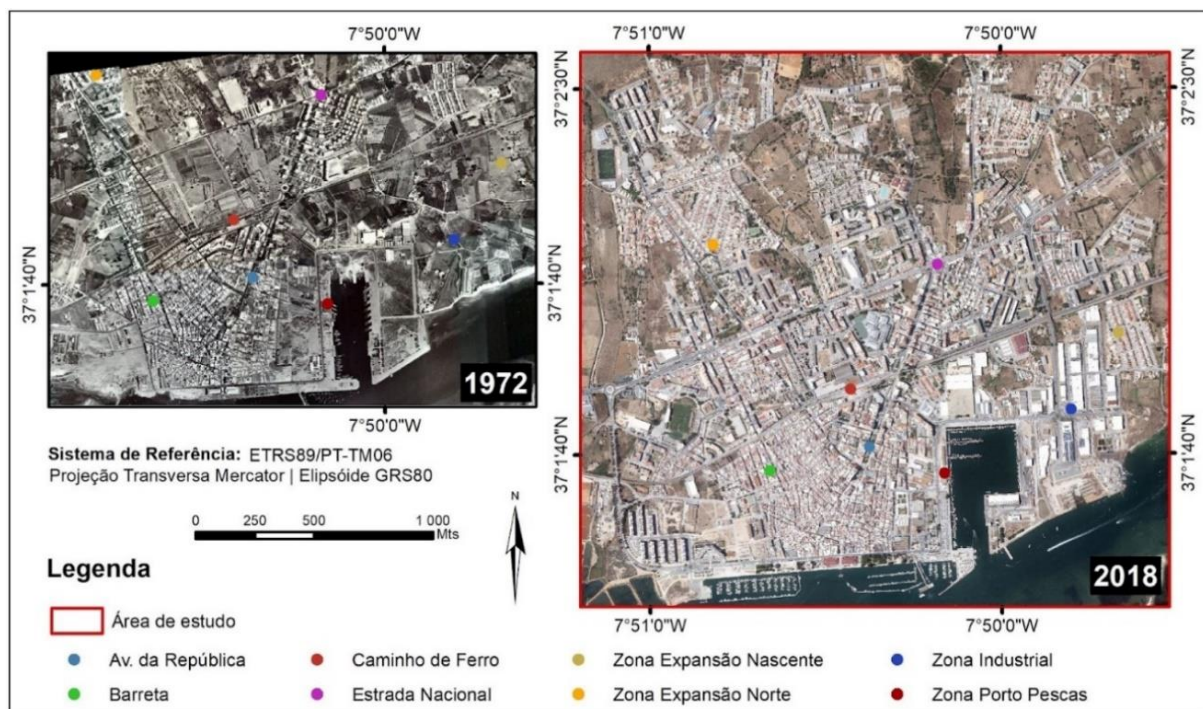 7°50'0"W
7°51'0"W
7°50'0"W
37°2'30"N
37°2'30"N
37°1'40"N
37°1'40"N
37°1'40"N
1972
7°50'0"W
Sistema de Referência: ETRS89/PT-TM06
Projeção Transversa Mercator | Elipsóide GRS80
N
0 250 500 1 000
Mts
2018
7°51'0"W
7°50'0"W
Legenda
Área de estudo
Av. da República
Caminho de Ferro
Zona Expansão Nascente
Zona Industrial
Barreta
Estrada Nacional
Zona Expansão Norte
Zona Porto Pescas